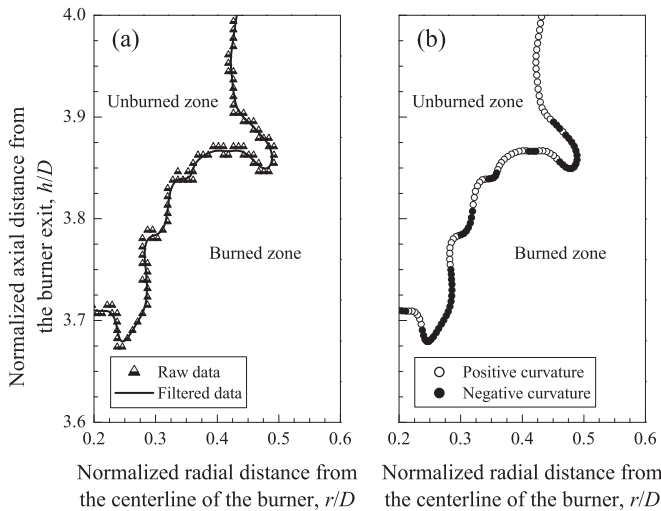 Normalized axial distance from
the burner exit, h/D
4.0
3.9
3.8
3.7
3.6
(a)
Unburned zone
Burned zone
Raw data
Filtered data
0.2 0.3 0.4 0.5 0.6
Normalized radial distance from
the centerline of the burner, r/D
(b)
Unburned zone
Burned zone
Positive curvature
Negative curvature
0.2 0.3 0.4 0.5 0.6
Normalized radial distance from
the centerline of the burner, r/D